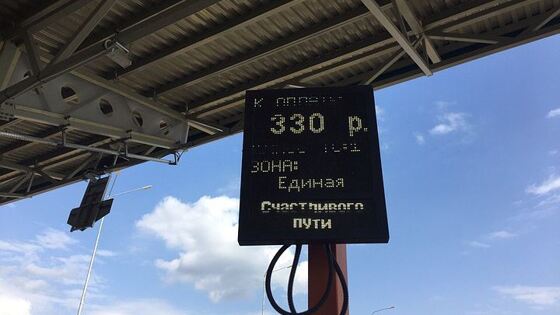 К оплате
330 р.
ЗОНА:
Единая
Счастливого
пути